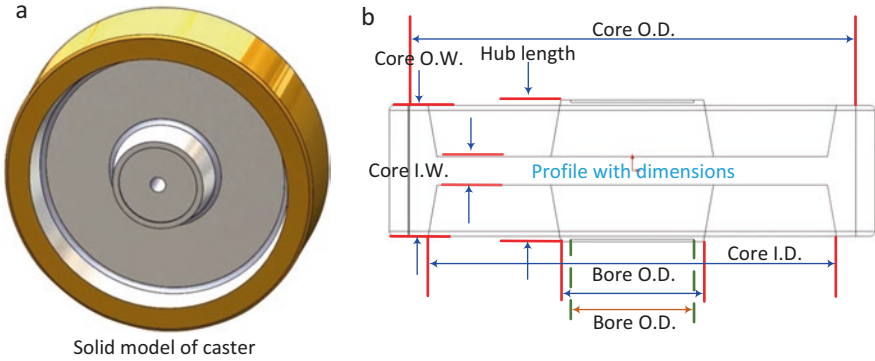 a
Solid model of caster
b
Core O.D.
Hub length
Core O.W.
Core I.W.
Profile with dimensions
Core I.D.
Bore O.D.
Bore O.D.